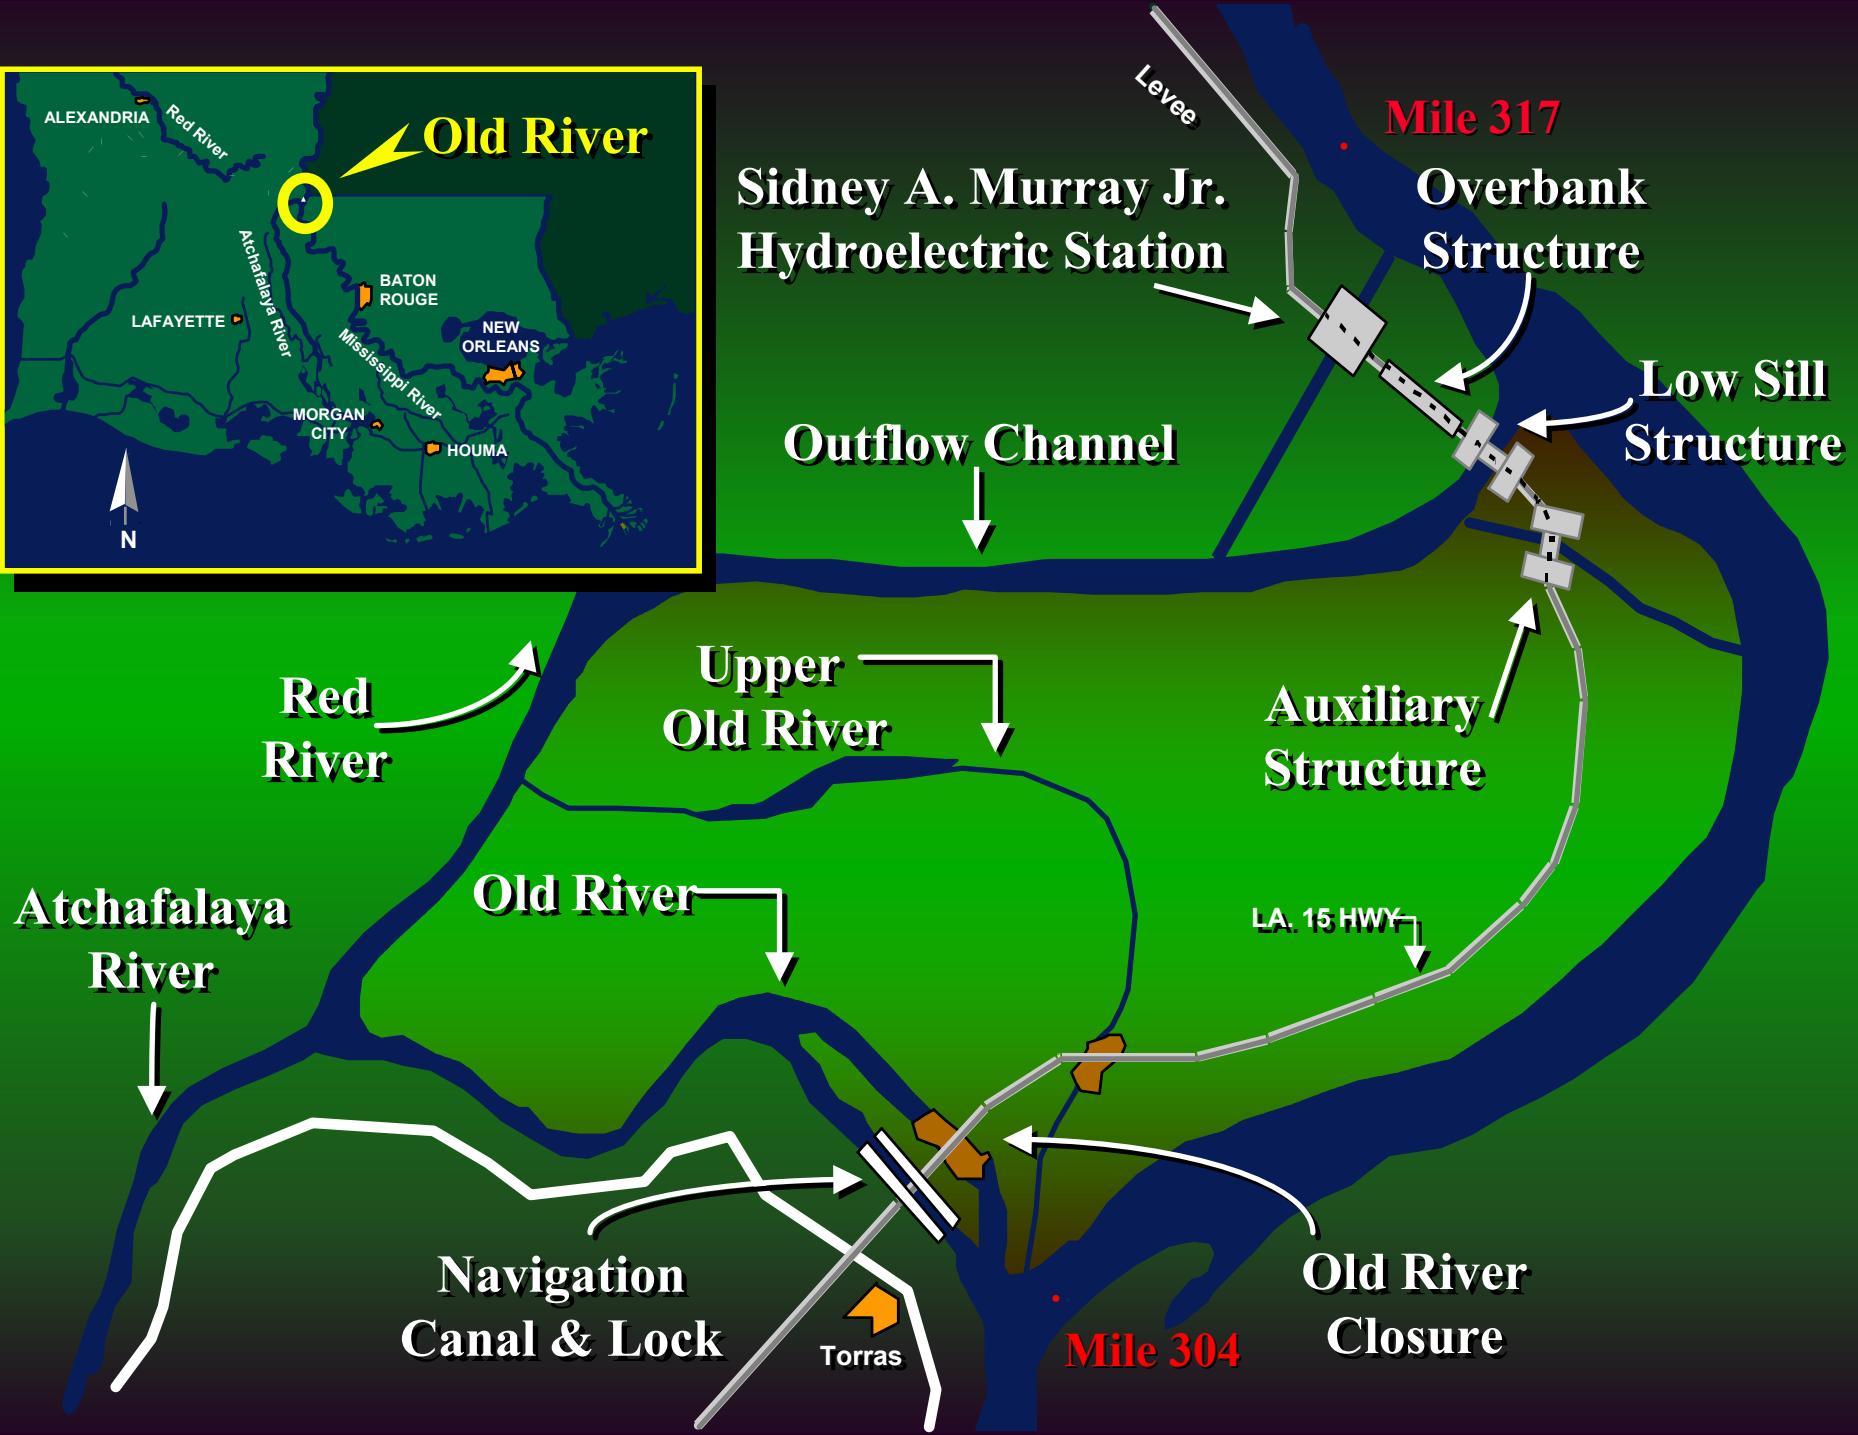 ALEXANDRIA
Red River
Old River
Atchafalaya River
BATON
ROUGE
LAFAYETTE
NEW
ORLEANS
Mississippi River
MORGAN
CITY
HOUMA
N
Levee
Mile 317
Sidney A. Murray Jr.
Hydroelectric Station
Overbank
Structure
Low Sill
Structure
Outflow Channel
Red
River
Upper
Old River
Auxiliary
Structure
Atchafalaya
River
Old River
LA. 15 HWY
Navigation
Canal & Lock
Torras
Mile 304
Old River
Closure